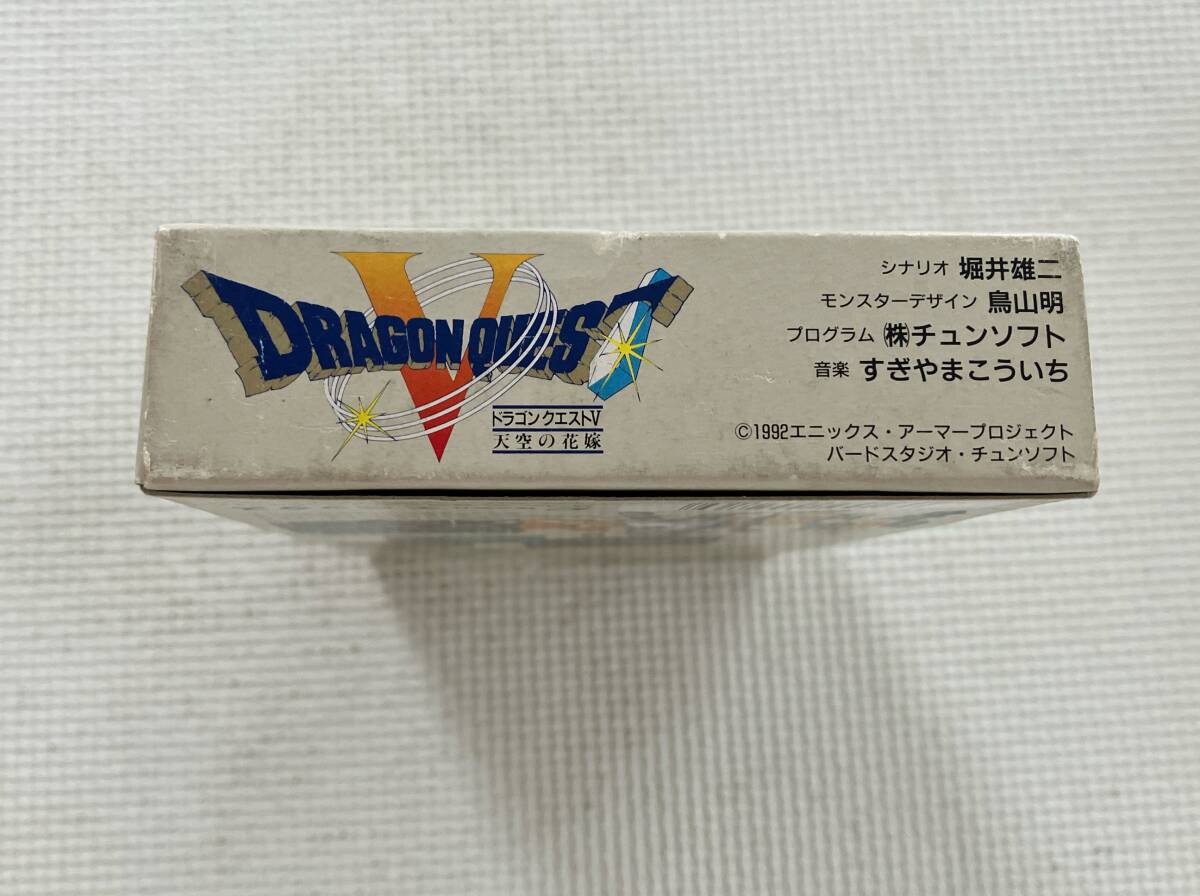 DRAGON QUEST
V
ドラゴンクエストV
天空の花嫁
シナリオ 堀井雄二
モンスターデザイン 鳥山明
プログラム ㈱チュンソフト
音楽 すぎやまこういち
©1992エニックス・アーマープロジェクト
バードスタジオ・チュンソフト